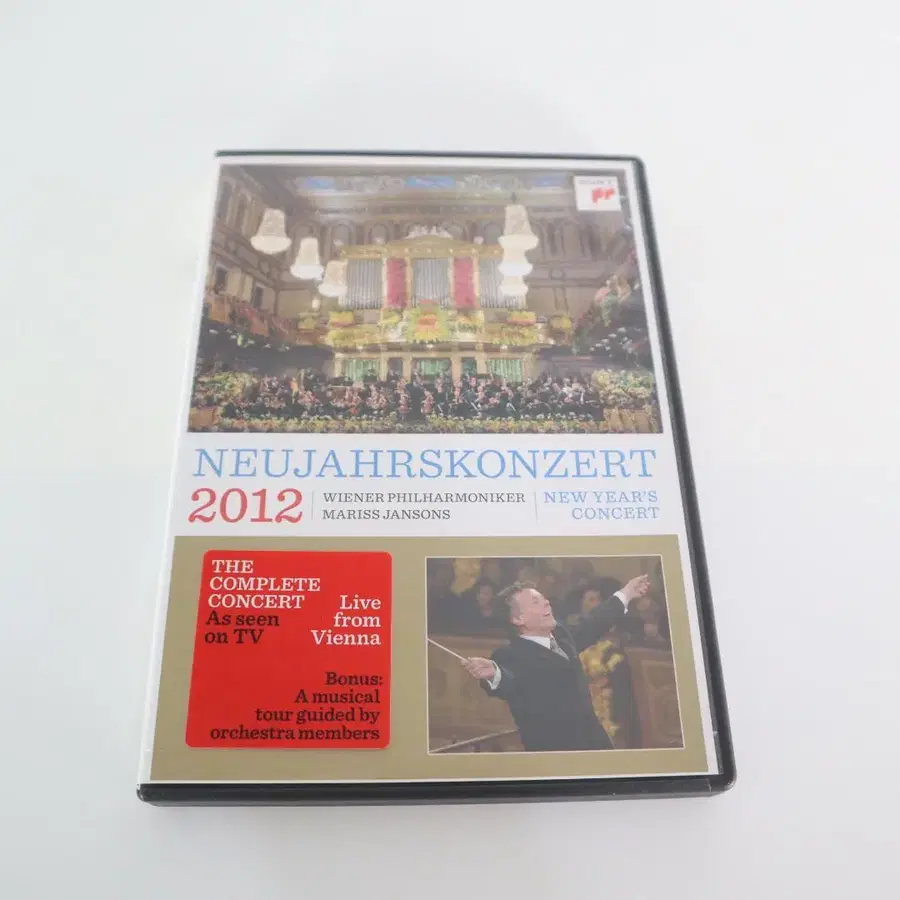 NEUJAHRSKONZERT
2012
WIENER PHILHARMONIKER
MARISS JANSONS
NEW YEAR'S
CONCERT
THE
COMPLETE
CONCERT
As seen
on TV
Live
from
Vienna
Bonus:
A musical
tour guided by
orchestra members